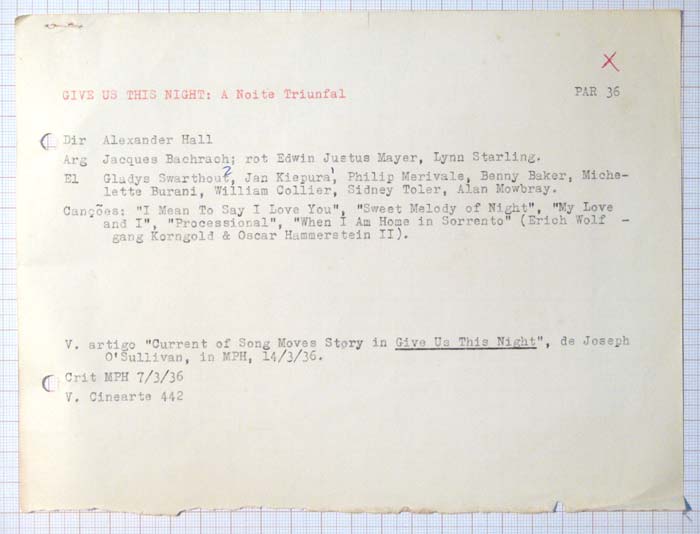 X
GIVE US THIS NIGHT: A Noite Triunfal PAR 36
Dir Alexander Hall
Arg Jacques Bachrach; rot Edwin Justus Mayer, Lynn Starling.
El Gladys Swarthout, Jan Kiepura, Philip Merivale, Benny Baker, Miche-
lette Burani, William Collier, Sidney Toler, Alan Mowbray.
Canções: "I Mean To Say I Love You", "Sweet Melody of Night", "My Love
and I", "Processional", "When I Am Home in Sorrento" (Erich Wolf -
gang Korngold & Oscar Hammerstein II).
V. artigo "Current of Song Moves Story in Give Us This Night", de Joseph
O'Sullivan, in MPH, 14/3/36.
Crit MPH 7/3/36
V. Cinearte 442